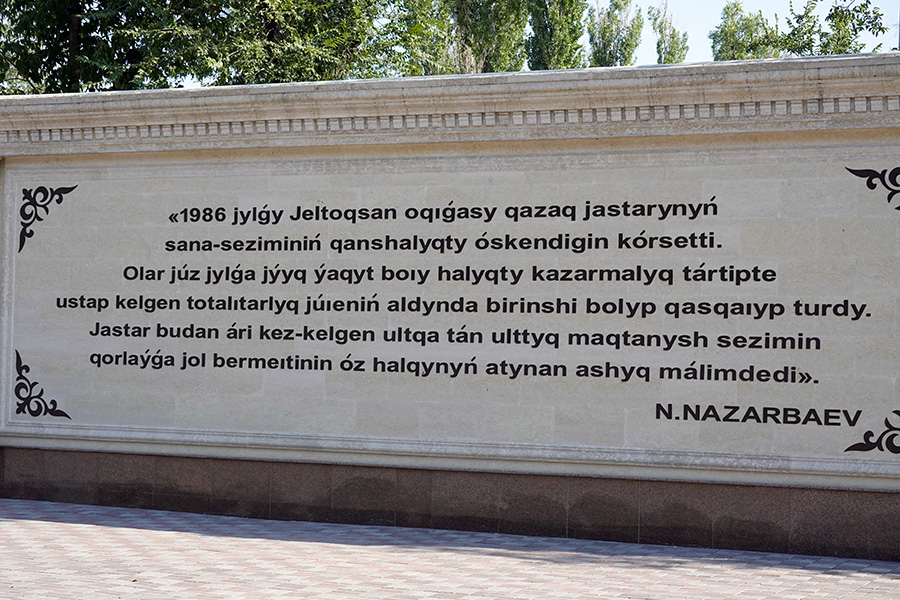 «1986 jylǵy Jeltoqsan oqıǵasy qazaq jastarynyń
sana-seziminiń qanshalyqty óskendigin kórsetti.
Olar júz jylǵa jýyq ýaqyt boıy halyqty kazarmalyq tártipte
ustap kelgen totalıtarlyq júıeniń aldynda birinshi bolyp qasqaıyp turdy.
Jastar budan ári kez-kelgen ultqa tán ulttyq maqtanysh sezimin
qorlaýǵa jol bermeıtinin óz halqynyń atynan ashyq málimdedi».
N.NAZARBAEV